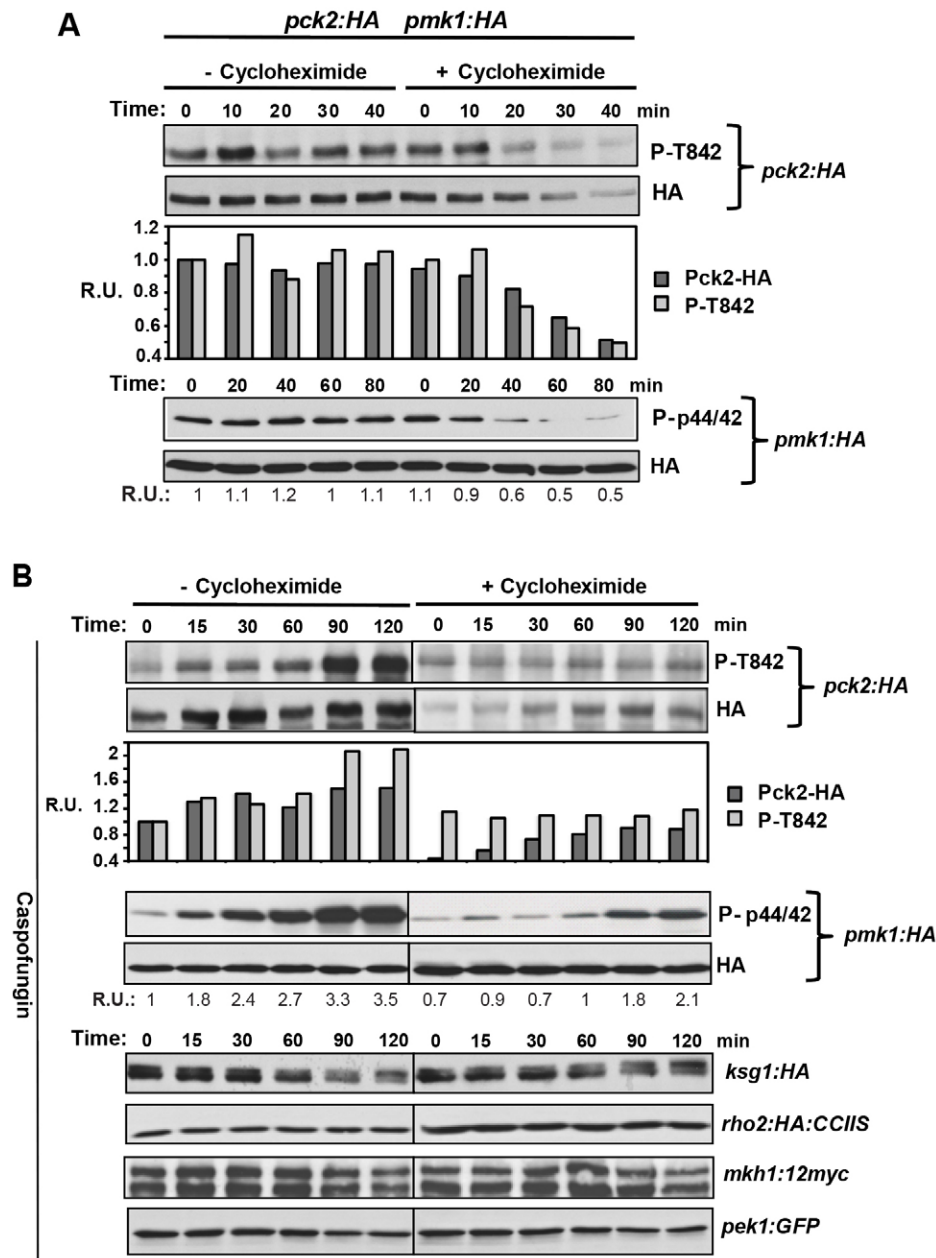 A
pck2:HA pmk1:HA
- Cycloheximide + Cycloheximide
Time: 0 10 20 30 40 0 10 20 30 40 min
P-T842
HA
pck2:HA
1.2
1.0
R.U.
0.8
0.6
0.4
Pck2-HA
P-T842
Time: 0 20 40 60 80 0 20 40 60 80 min
P-p44/42
HA
pmk1:HA
R.U.: 1 1.1 1.2 1 1.1 1.1 0.9 0.6 0.5 0.5
B
- Cycloheximide + Cycloheximide
Time: 0 15 30 60 90 120 0 15 30 60 90 120 min
P-T842
HA
pck2:HA
2
1.6
R.U.
1.2
0.8
0.4
Pck2-HA
P-T842
Caspofungin
P- p44/42
HA
pmk1:HA
R.U.: 1 1.8 2.4 2.7 3.3 3.5 0.7 0.9 0.7 1 1.8 2.1
Time: 0 15 30 60 90 120 0 15 30 60 90 120 min
ksg1:HA
rho2:HA:CCIIS
mkh1:12myc
pek1:GFP